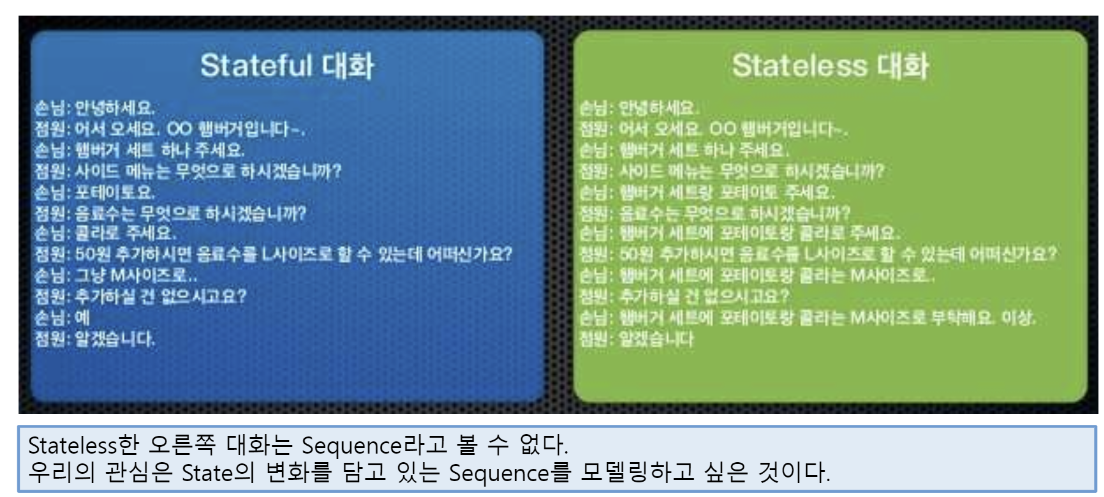 Stateful 대화
손님: 안녕하세요.
점원: 어서 오세요. OO 햄버거입니다~.
손님: 햄버거 세트 하나 주세요.
점원: 사이드 메뉴는 무엇으로 하시겠습니까?
손님: 포테이토요.
점원: 음료수는 무엇으로 하시겠습니까?
손님: 콜라로 주세요.
점원: 50원 추가하시면 음료수를 L사이즈로 할 수 있는데 어떠신가요?
손님: 그냥 M사이즈로..
점원: 추가하실 건 없으시고요?
손님: 예
점원: 알겠습니다.
Stateless 대화
손님: 안녕하세요.
점원: 어서 오세요. OO 햄버거입니다~.
손님: 햄버거 세트 하나 주세요.
점원: 사이드 메뉴는 무엇으로 하시겠습니까?
손님: 햄버거 세트랑 포테이토 주세요.
점원: 음료수는 무엇으로 하시겠습니까?
손님: 햄버거 세트에 포테이토랑 콜라로 주세요.
점원: 50원 추가하시면 음료수를 L사이즈로 할 수 있는데 어떠신가요?
손님: 햄버거 세트에 포테이토랑 콜라는 M사이즈로..
점원: 추가하실 건 없으시고요?
손님: 햄버거 세트에 포테이토랑 콜라는 M사이즈로 부탁해요. 이상.
점원: 알겠습니다
Stateless한 오른쪽 대화는 Sequence라고 볼 수 없다.
우리의 관심은 State의 변화를 담고 있는 Sequence를 모델링하고 싶은 것이다.